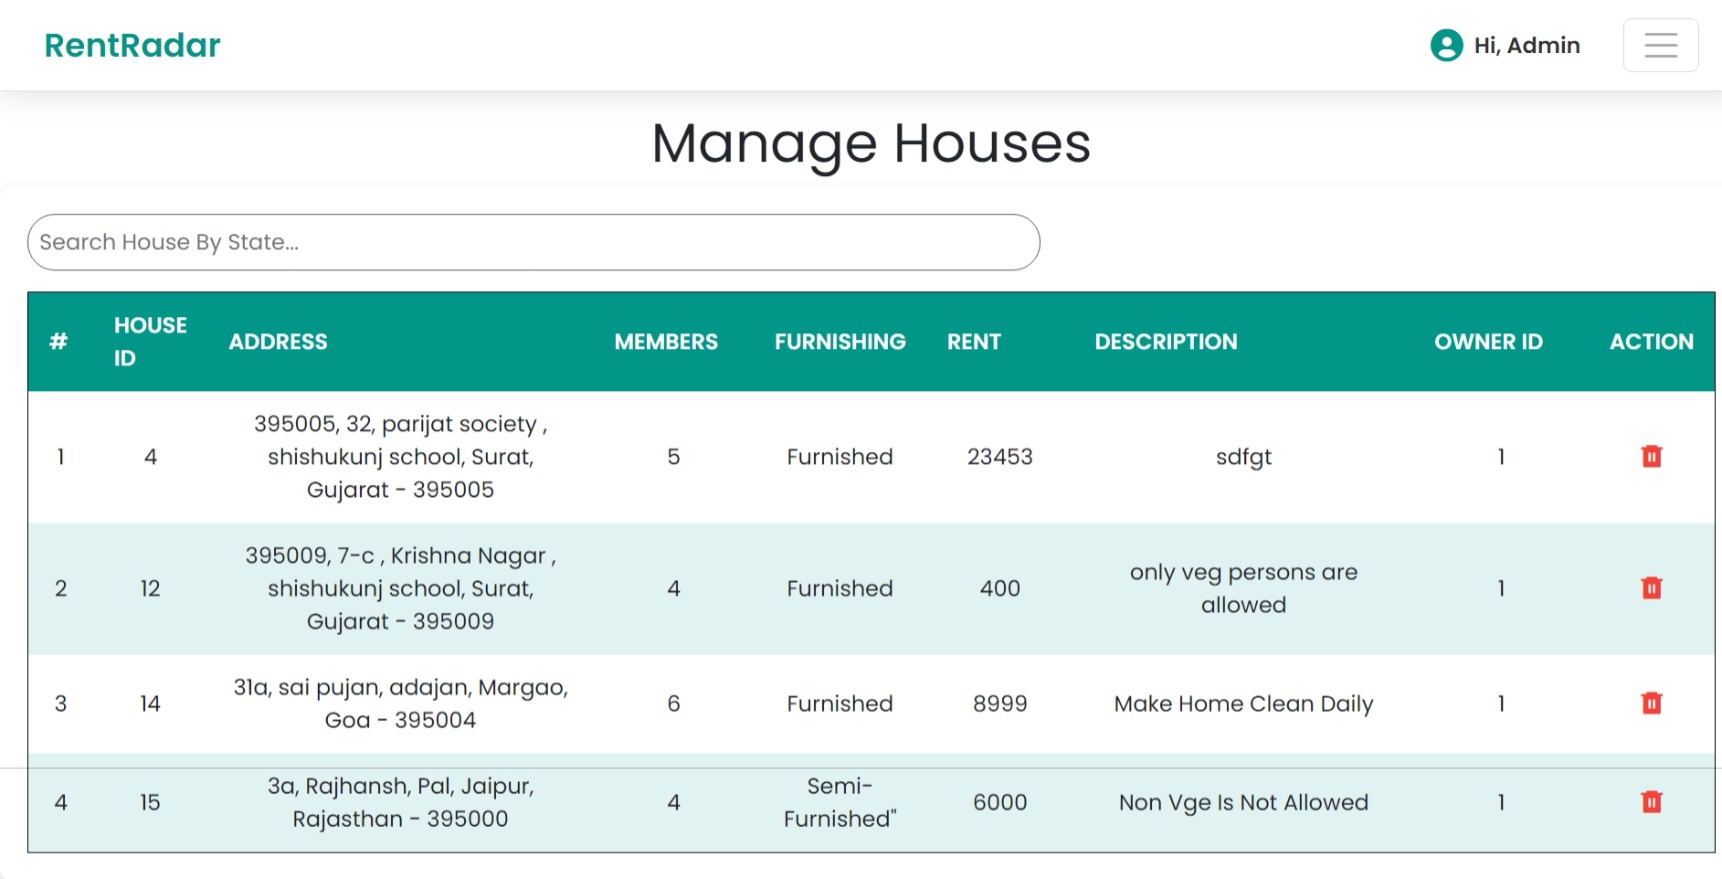 RentRadar
Hi, Admin
Manage Houses
Search House By State...
# HOUSE ID ADDRESS MEMBERS FURNISHING RENT DESCRIPTION OWNER ID ACTION
1 4 395005, 32, parijat society , shishukunj school, Surat, Gujarat - 395005 5 Furnished 23453 sdfgt 1
2 12 395009, 7-c , Krishna Nagar , shishukunj school, Surat, Gujarat - 395009 4 Furnished 400 only veg persons are allowed 1
3 14 31a, sai pujan, adajan, Margao, Goa - 395004 6 Furnished 8999 Make Home Clean Daily 1
4 15 3a, Rajhansh, Pal, Jaipur, Rajasthan - 395000 4 Semi-Furnished" 6000 Non Vge Is Not Allowed 1